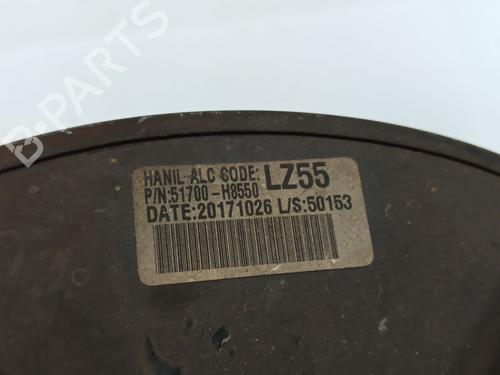 B-PARTS
HANIL ALC CODE: LZ55
P/N:51700-H8550
DATE:20171026 L/S:50153